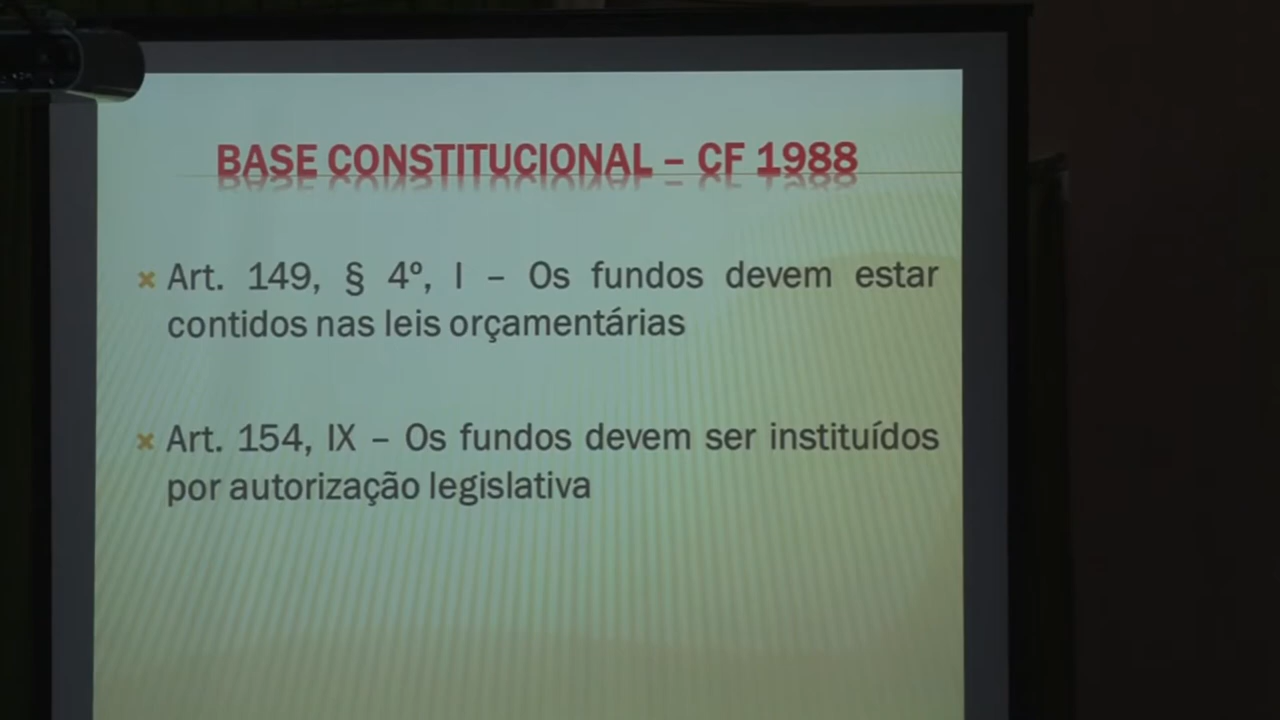 BASE CONSTITUCIONAL – CF 1988
Art. 149, § 4º, I – Os fundos devem estar
contidos nas leis orçamentárias
Art. 154, IX – Os fundos devem ser instituídos
por autorização legislativa